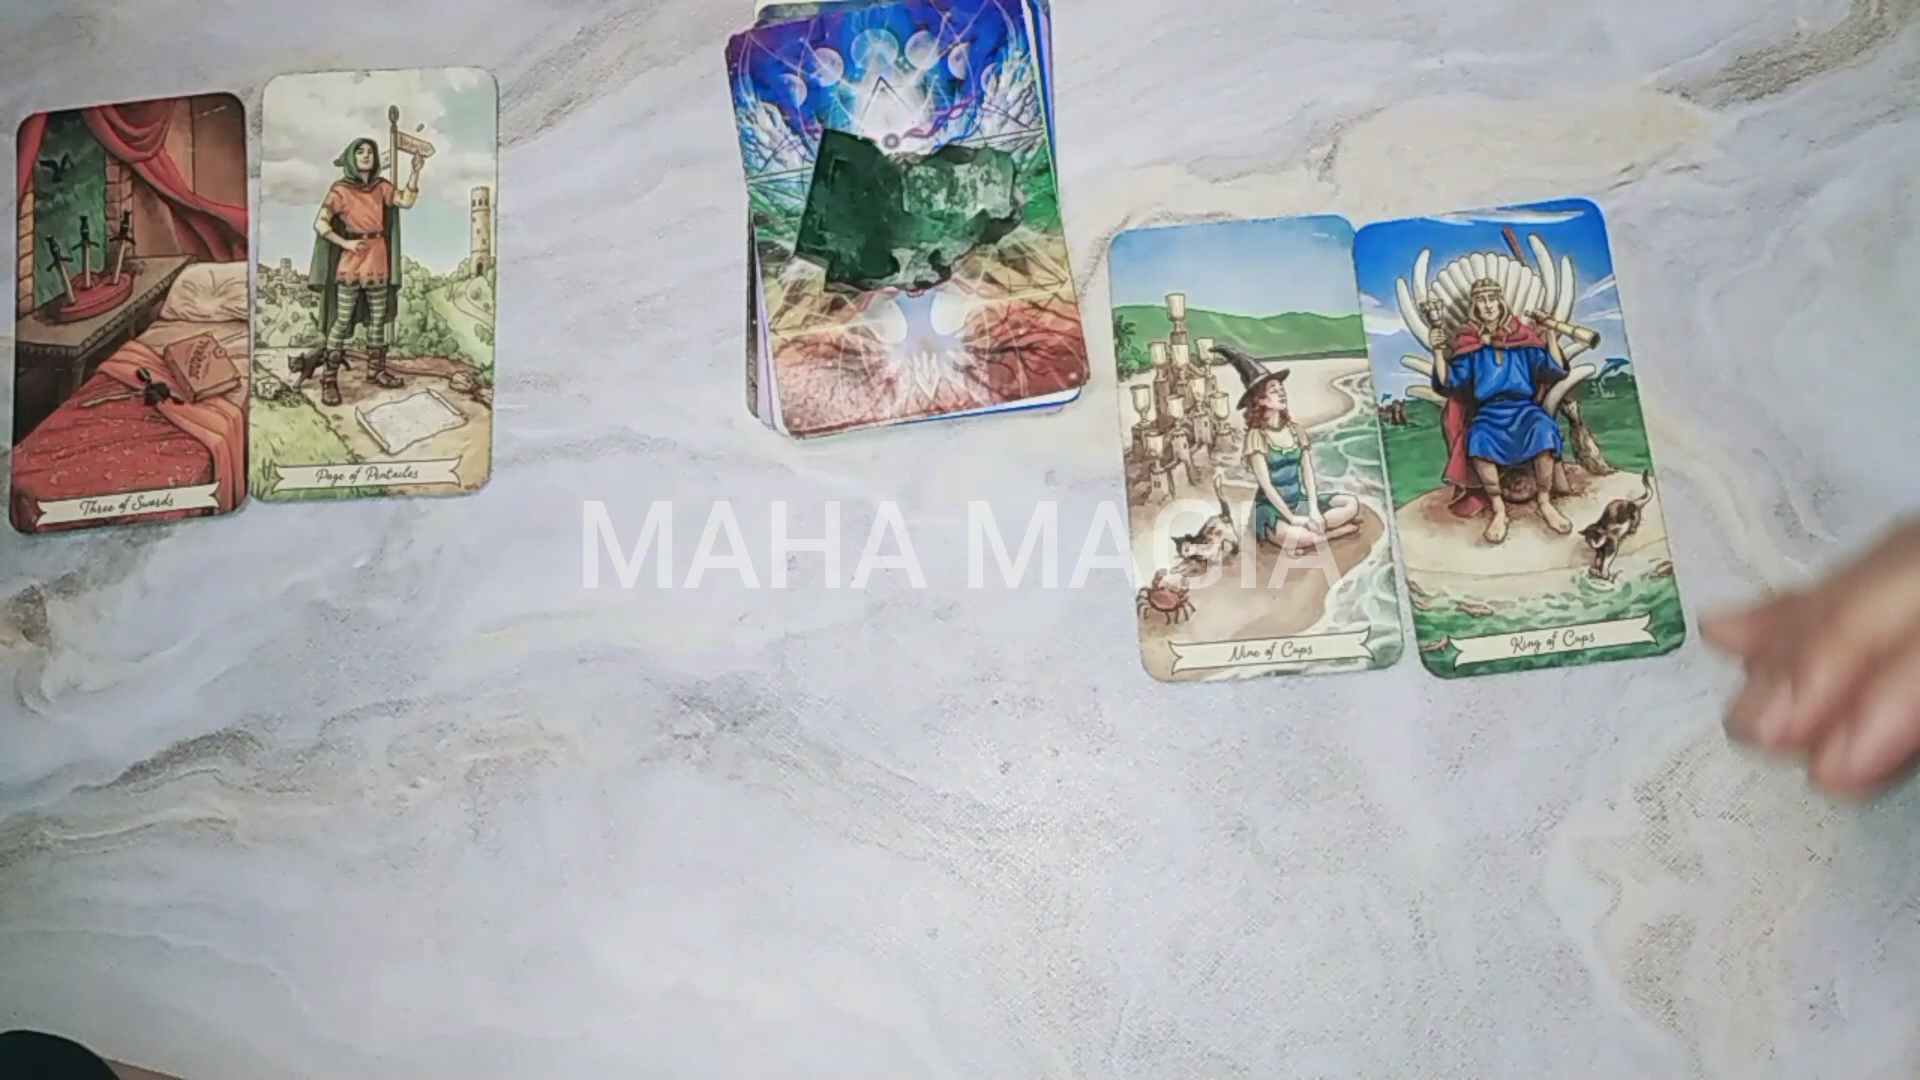 Three of Swords
Page of Pentacles
MAHA MAGIA
Nine of Cups
King of Cups